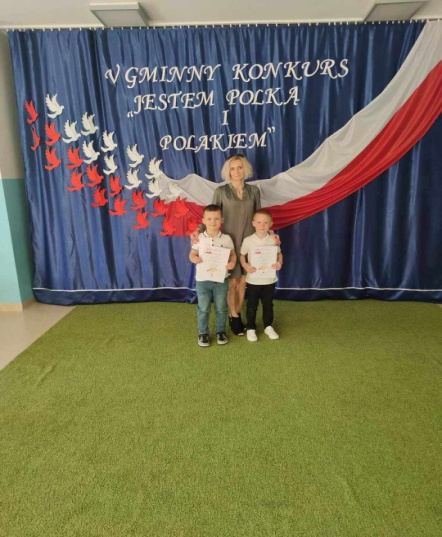 V GMINNY KONKURS
„JESTEM POLKĄ
I
POLAKIEM"